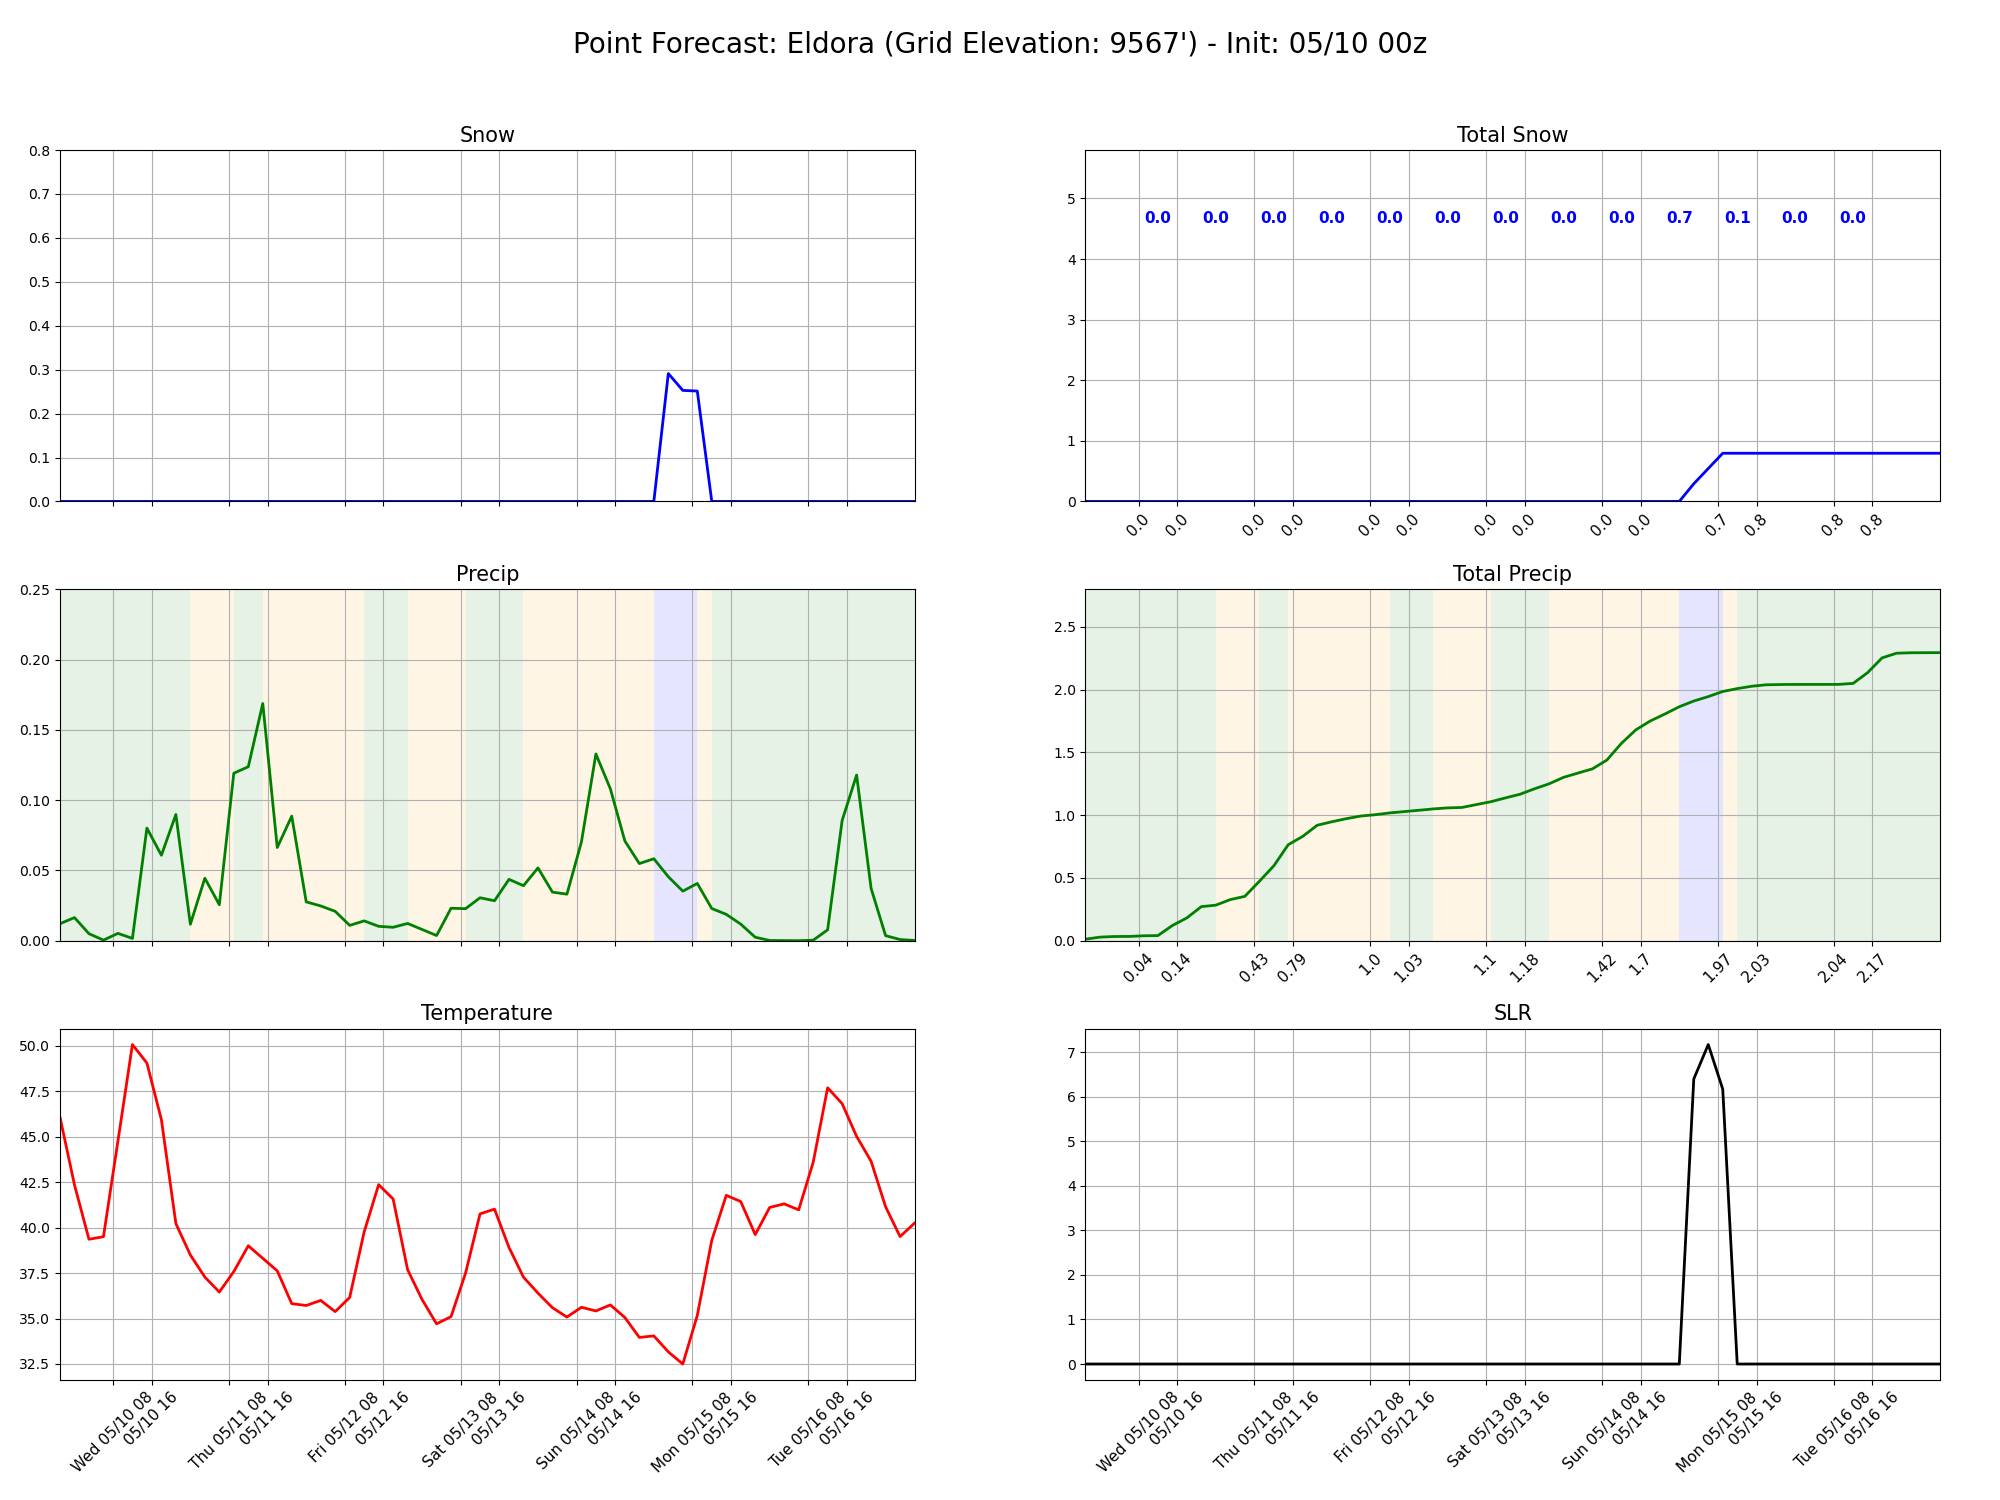 Point Forecast: Eldora (Grid Elevation: 9567') - Init: 05/10 00z
Snow
0.8
0.7
0.6
0.5
0.4
0.3
0.2
0.1
0.0
Total Snow
5
4
3
2
1
0
0.0 0.0 0.0 0.0 0.0 0.0 0.0 0.0 0.0 0.7 0.1 0.0 0.0
0.0 0.0 0.0 0.0 0.0 0.0 0.0 0.0 0.0 0.0 0.7 0.8 0.8 0.8
Precip
0.25
0.20
0.15
0.10
0.05
0.00
Total Precip
2.5
2.0
1.5
1.0
0.5
0.0
0.04 0.14 0.43 0.79 1.0 1.03 1.1 1.18 1.42 1.7 1.97 2.03 2.04 2.17
Temperature
50.0
47.5
45.0
42.5
40.0
37.5
35.0
32.5
Wed 05/10 08
05/10 16
Thu 05/11 08
05/11 16
Fri 05/12 08
05/12 16
Sat 05/13 08
05/13 16
Sun 05/14 08
05/14 16
Mon 05/15 08
05/15 16
Tue 05/16 08
05/16 16
SLR
7
6
5
4
3
2
1
0
Wed 05/10 08
05/10 16
Thu 05/11 08
05/11 16
Fri 05/12 08
05/12 16
Sat 05/13 08
05/13 16
Sun 05/14 08
05/14 16
Mon 05/15 08
05/15 16
Tue 05/16 08
05/16 16